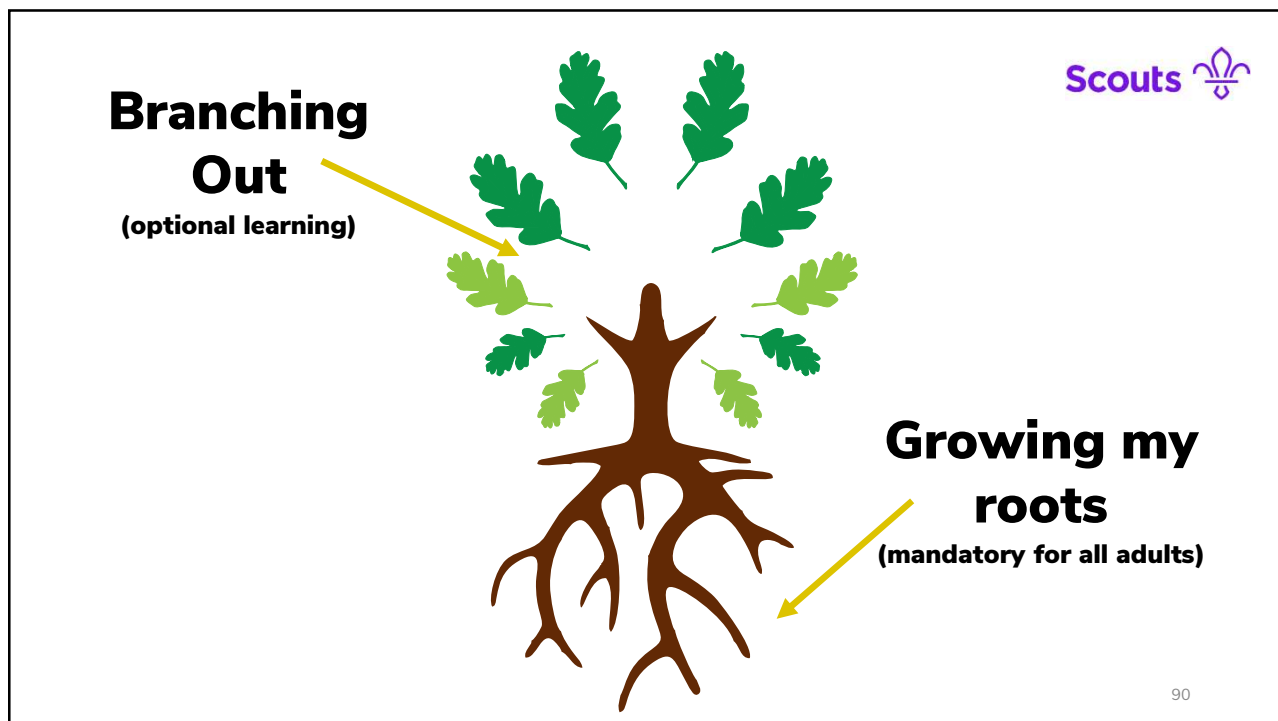 Scouts
Branching
Out
(optional learning)
Growing my
roots
(mandatory for all adults)
90